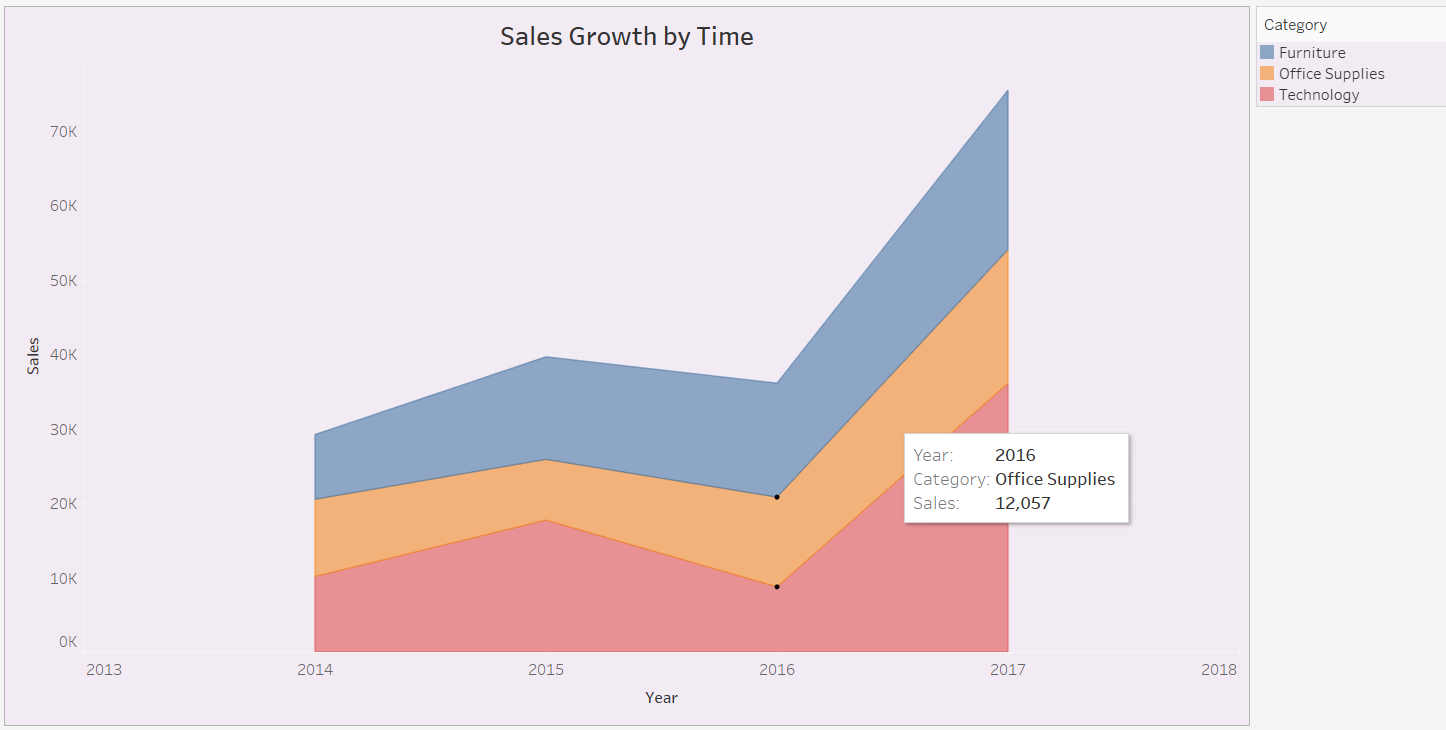 Sales Growth by Time
Category
Furniture
Office Supplies
Technology
70K
60K
50K
40K
30K
20K
10K
0K
Sales
Year: 2016
Category: Office Supplies
Sales: 12,057
2013 2014 2015 2016 2017 2018
Year